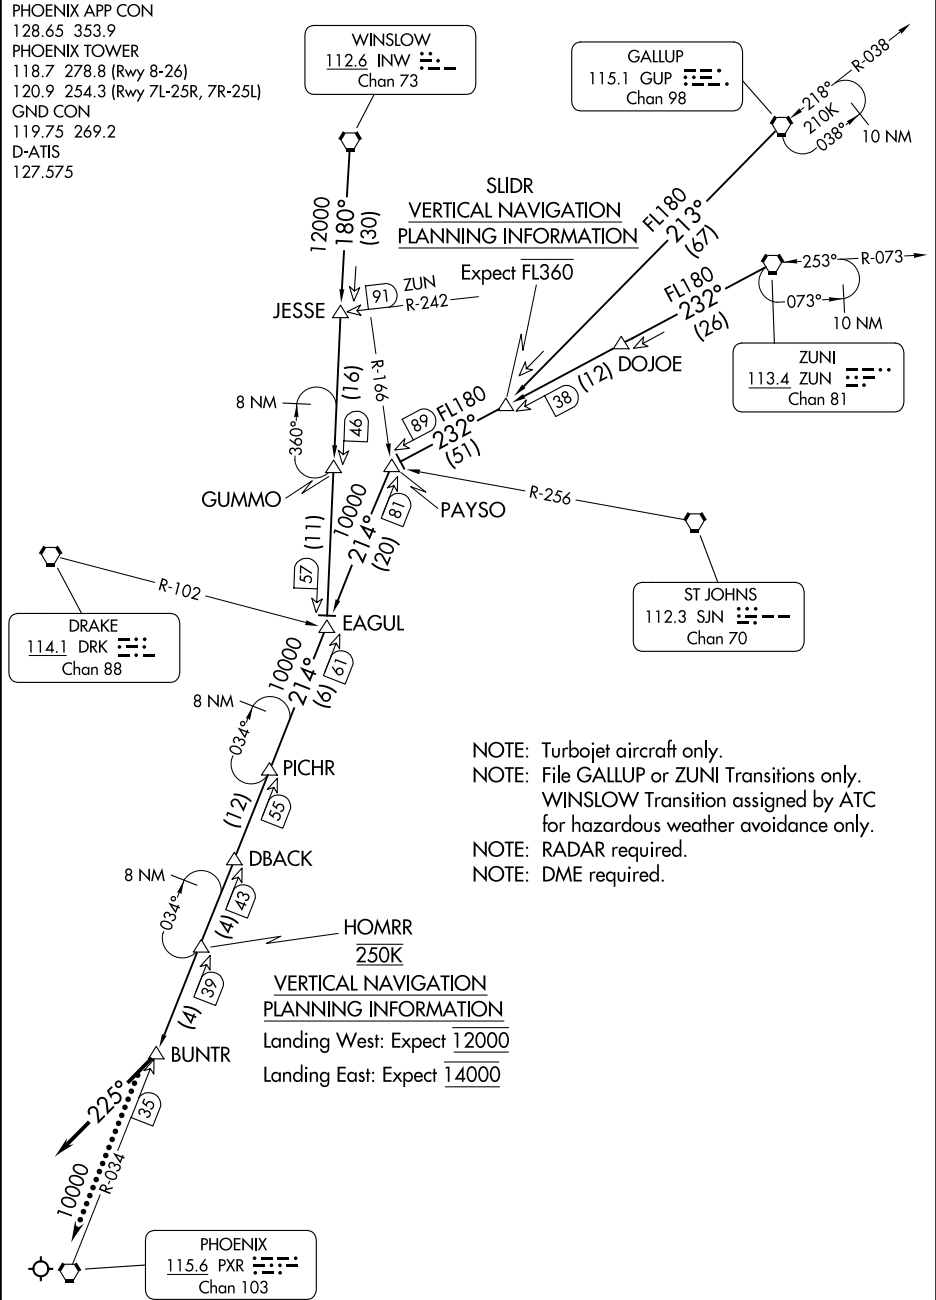 PHOENIX APP CON
128.65 353.9
PHOENIX TOWER
118.7 278.8 (Rwy 8-26)
120.9 254.3 (Rwy 7L-25R, 7R-25L)
GND CON
119.75 269.2
D-ATIS
127.575
WINSLOW
112.6 INW
Chan 73
GALLUP
115.1 GUP
Chan 98
R-038
218°
210K
038°
10 NM
SLIDR
VERTICAL NAVIGATION
PLANNING INFORMATION
Expect FL360
12000
180°
(30)
FL180
213°
(67)
253°
R-073
073°
10 NM
FL180
232°
(26)
ZUNI
113.4 ZUN
Chan 81
JESSE
91
ZUN
R-242
R-166
DOJOE
(12)
38
(16)
8 NM
360°
46
GUMMO
89
FL180
232°
(51)
PAYSO
R-256
(11)
10000
214°
(20)
81
57
ST JOHNS
112.3 SJN
Chan 70
R-102
DRAKE
114.1 DRK
Chan 88
EAGUL
10000
214°
(6)
61
8 NM
034°
PICHR
(12)
55
NOTE: Turbojet aircraft only.
NOTE: File GALLUP or ZUNI Transitions only.
WINSLOW Transition assigned by ATC
for hazardous weather avoidance only.
NOTE: RADAR required.
NOTE: DME required.
DBACK
8 NM
034°
(4)
43
HOMRR
250K
VERTICAL NAVIGATION
PLANNING INFORMATION
Landing West: Expect 12000
Landing East: Expect 14000
(4)
39
BUNTR
225°
35
10000
R-034
PHOENIX
115.6 PXR
Chan 103